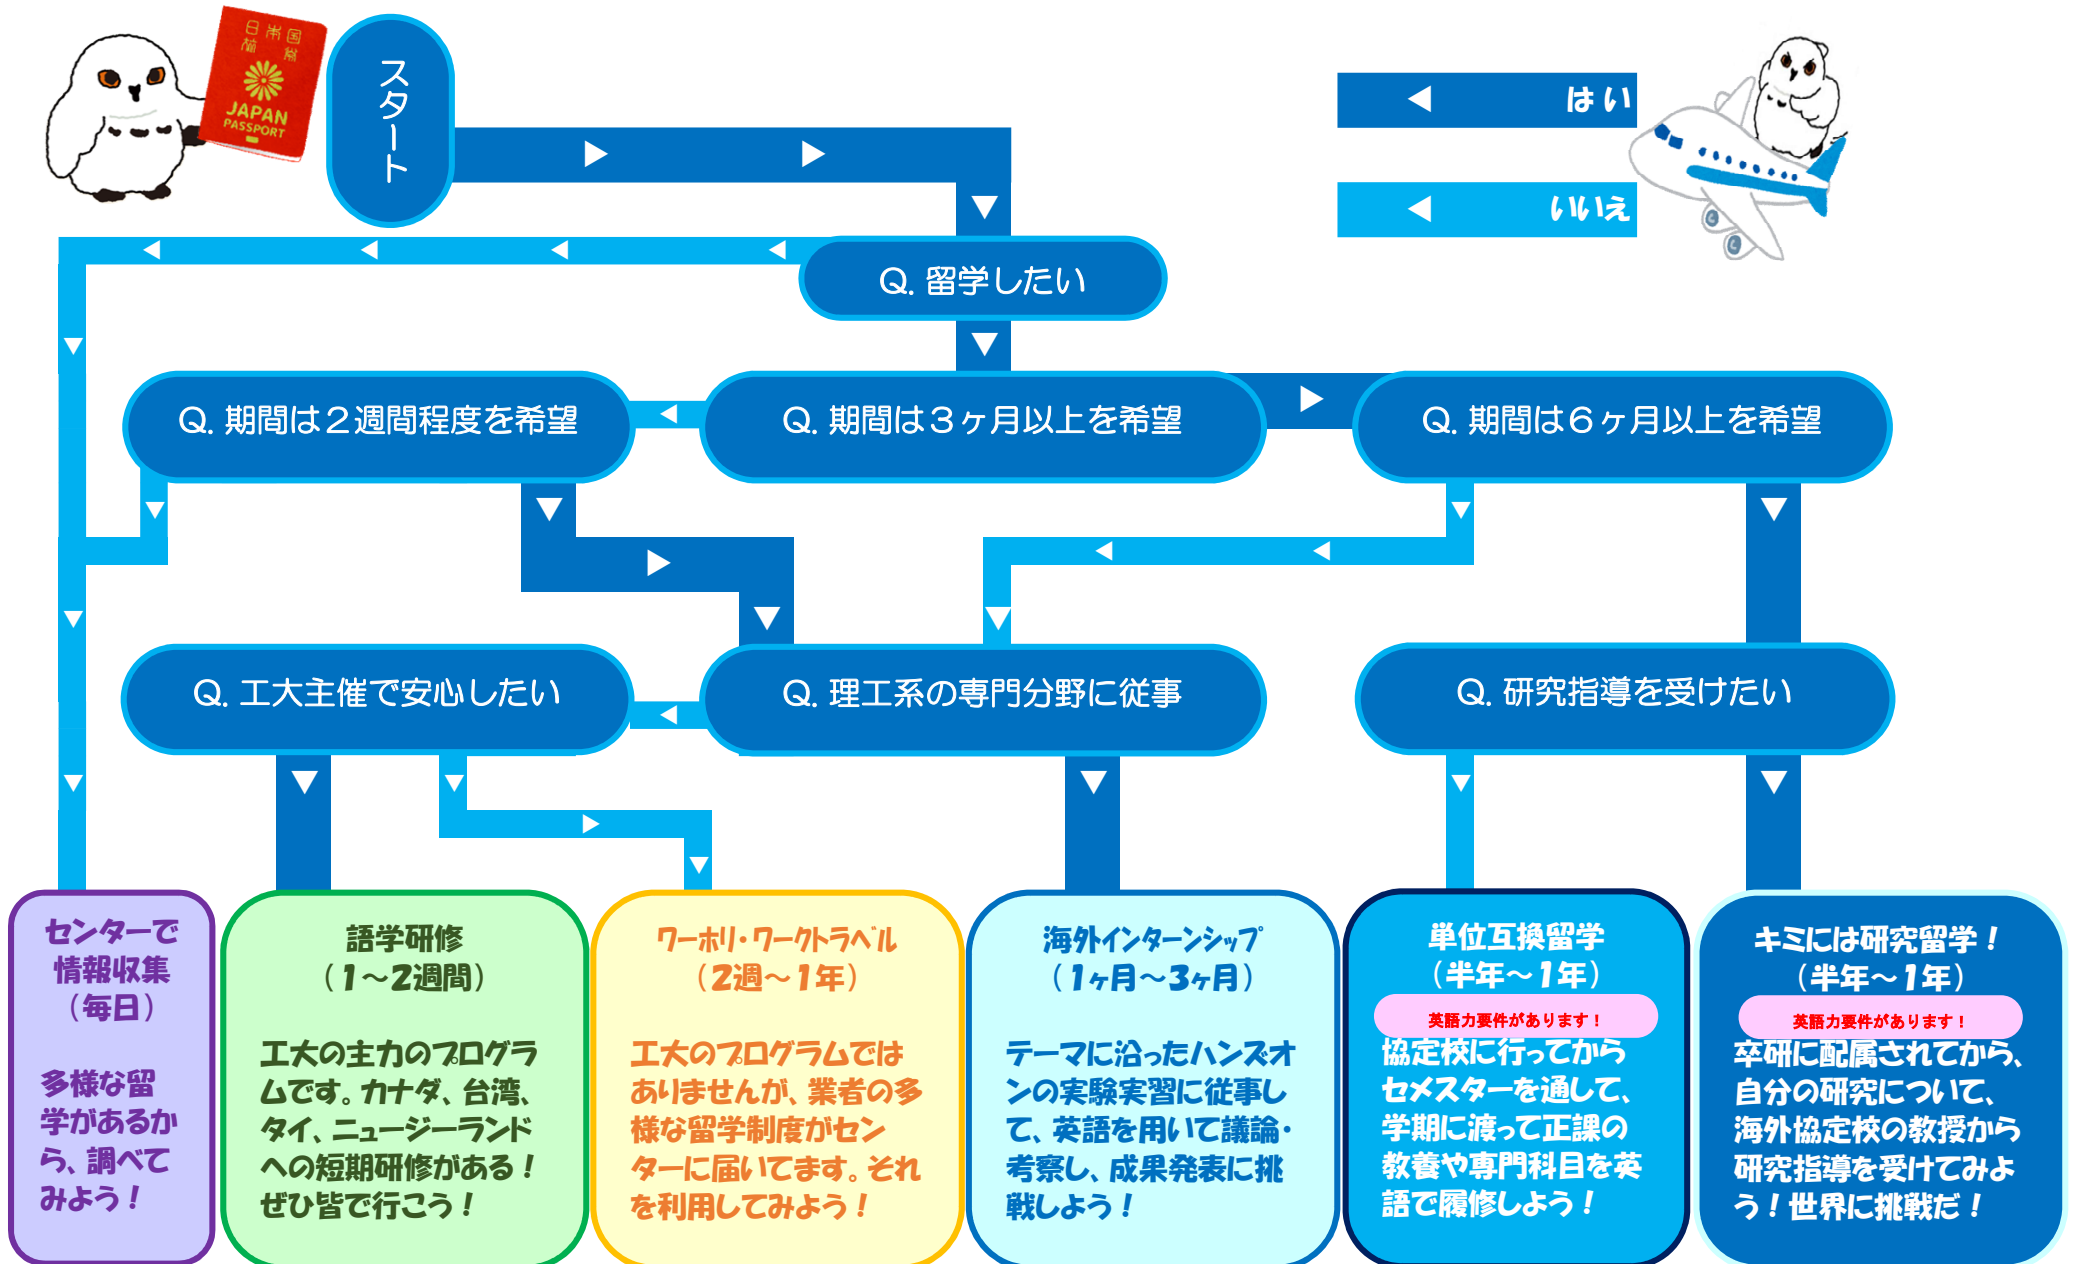 日本国
旅券
JAPAN
PASSPORT
スタート
はい
いいえ
Q. 留学したい
Q. 期間は２週間程度を希望
Q. 期間は３ヶ月以上を希望
Q. 期間は６ヶ月以上を希望
Q. 工大主催で安心したい
Q. 理工系の専門分野に従事
Q. 研究指導を受けたい
センターで
情報収集
（毎日）
多様な留
学があるか
ら、調べて
みよう！
語学研修
（1～2週間）
工大の主力のプログラ
ムです。カナダ、台湾、
タイ、ニュージーランド
への短期研修がある！
ぜひ皆で行こう！
ワーホリ・ワークトラベル
（2週～1年）
工大のプログラムでは
ありませんが、業者の多
様な留学制度がセン
ターに届いてます。それ
を利用してみよう！
海外インターンシップ
（1ヶ月～3ヶ月）
テーマに沿ったハンズオ
ンの実験実習に従事し
て、英語を用いて議論・
考察し、成果発表に挑
戦しよう！
単位互換留学
（半年～1年）
英語力要件があります！
協定校に行ってから
セメスターを通して、
学期に渡って正課の
教養や専門科目を英
語で履修しよう！
キミには研究留学！
（半年～1年）
英語力要件があります！
卒研に配属されてから、
自分の研究について、
海外協定校の教授から
研究指導を受けてみよ
う！世界に挑戦だ！